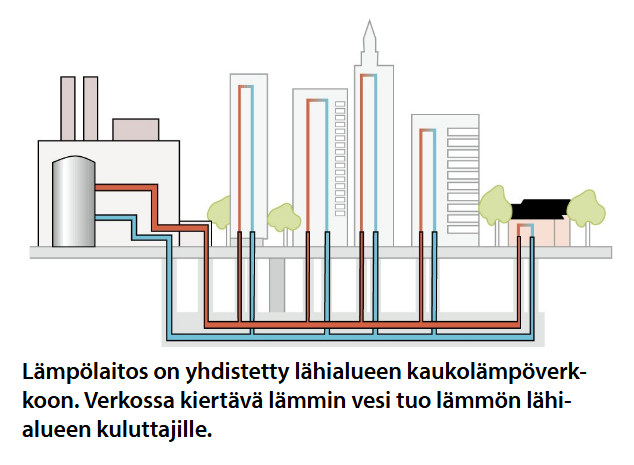 Lämpölaitos on yhdistetty lähialueen kaukolämpöverk-
koon. Verkossa kiertävä lämmin vesi tuo lämmön lähi-
alueen kuluttajille.